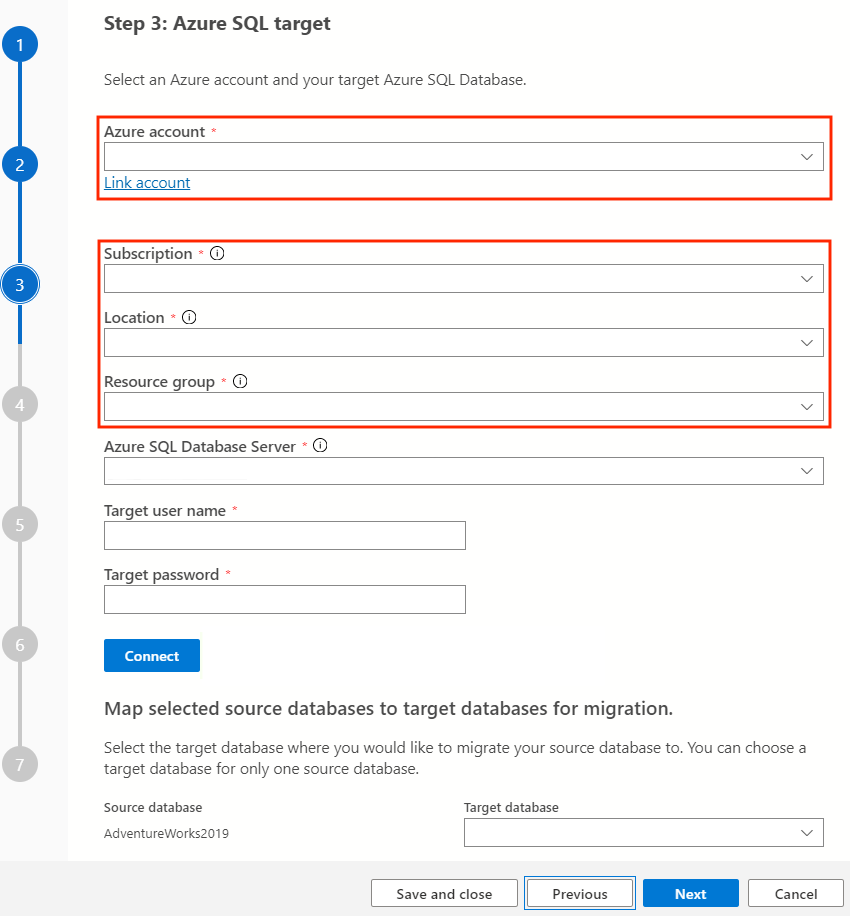 Step 3: Azure SQL target
1
Select an Azure account and your target Azure SQL Database.
Azure account *
2
Link account
Subscription *
3
Location *
Resource group *
4
Azure SQL Database Server *
Target user name *
5
Target password *
6
Connect
Map selected source databases to target databases for migration.
Select the target database where you would like to migrate your source database to. You can choose a
target database for only one source database.
7
Source database Target database
AdventureWorks2019
Save and close Previous Next Cancel